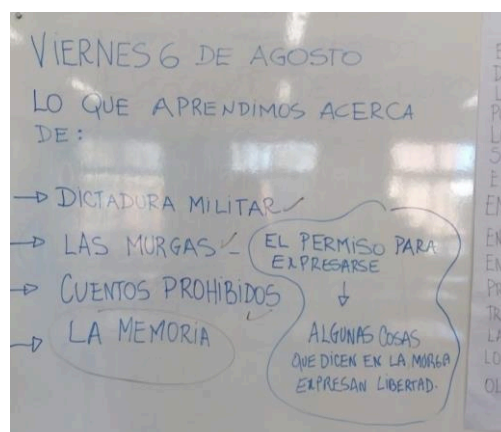 VIERNES 6 DE AGOSTO
LO QUE APRENDIMOS ACERCA
DE:
→ DICTADURA MILITAR ✓
→ LAS MURGAS ✓ -
EL PERMISO PARA
EXPRESARSE
↓
ALGUNAS COSAS
QUE DICEN EN LA MURGA
EXPRESAN LIBERTAD.
→ CUENTOS PROHIBIDOS ✓
→ LA MEMORIA